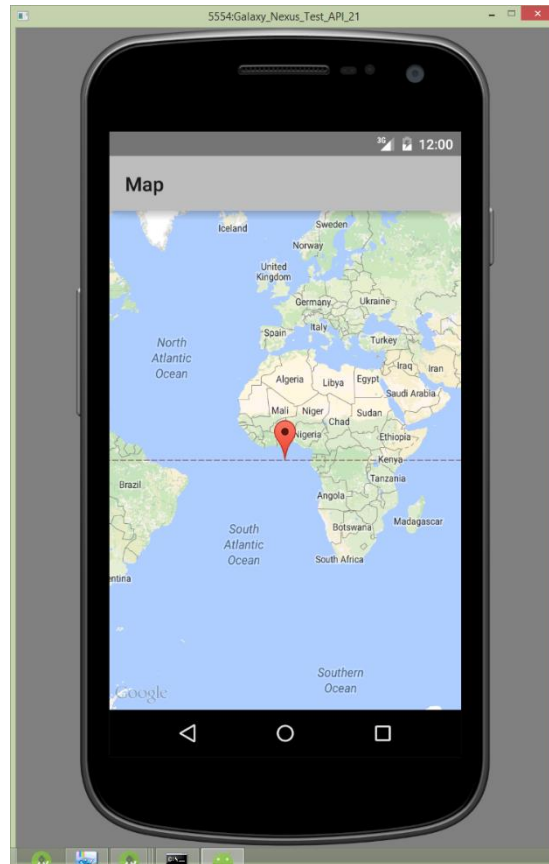 5554:Galaxy_Nexus_Test_API_21
3G 12:00
Map
Iceland
Sweden
Norway
United
Kingdom
Germany
Ukraine
Spain
Italy
Turkey
North
Atlantic
Ocean
Iraq
Iran
Algeria
Libya
Egypt
Saudi Arabia
Mali
Niger
Chad
Sudan
Nigeria
Ethiopia
Kenya
Brazil
Tanzania
Angola
South
Atlantic
Ocean
Botswana
Madagascar
South Africa
ntina
Southern
Ocean
Google